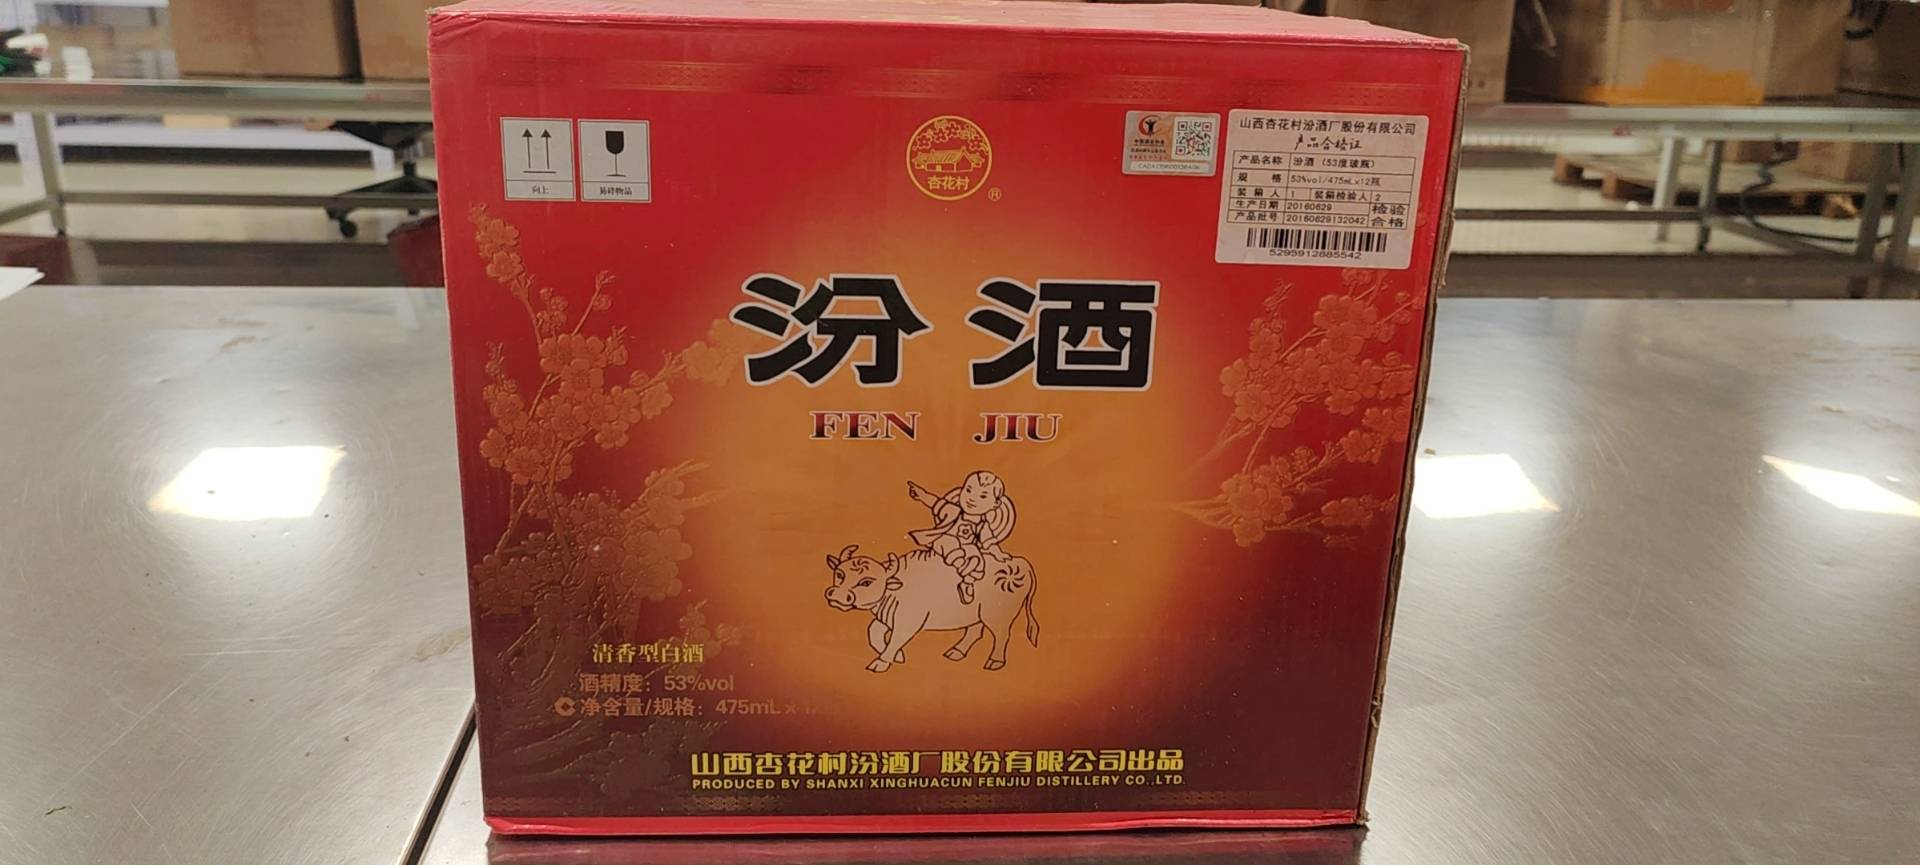 向上
易碎物品
杏花村
®
山西杏花村汾酒厂股份有限公司
产品合格证
产品名称 汾酒 (53度玻瓶)
规 格 53%vol/475mL×12瓶
装箱人 1 装箱检验人 2
生产日期 20160629 检验
产品批号 20160629132042 合格
5295912885542
汾酒
FEN JIU
清香型白酒
酒精度：53%vol
净含量/规格：475mL×
山西杏花村汾酒厂股份有限公司出品
PRODUCED BY SHANXI XINGHUACUN FENJIU DISTILLERY CO.,LTD.